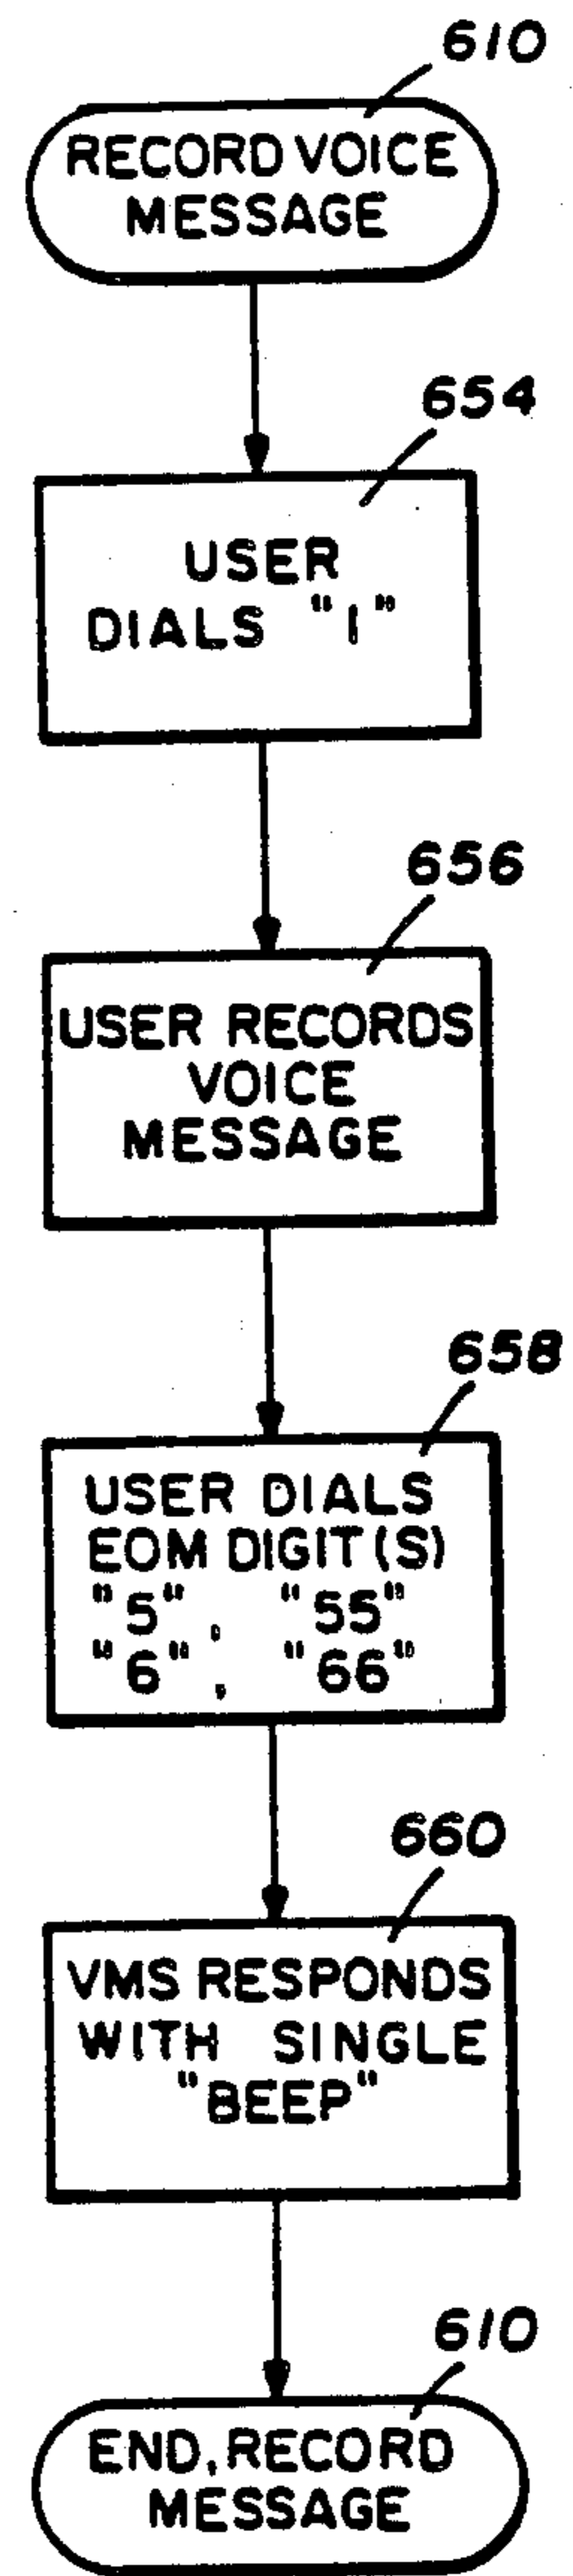 610
RECORD VOICE
MESSAGE
654
USER
DIALS "1"
656
USER RECORDS
VOICE
MESSAGE
658
USER DIALS
EOM DIGIT(S)
"5", "55"
"6", "66"
660
VMS RESPONDS
WITH SINGLE
"BEEP"
610
END, RECORD
MESSAGE